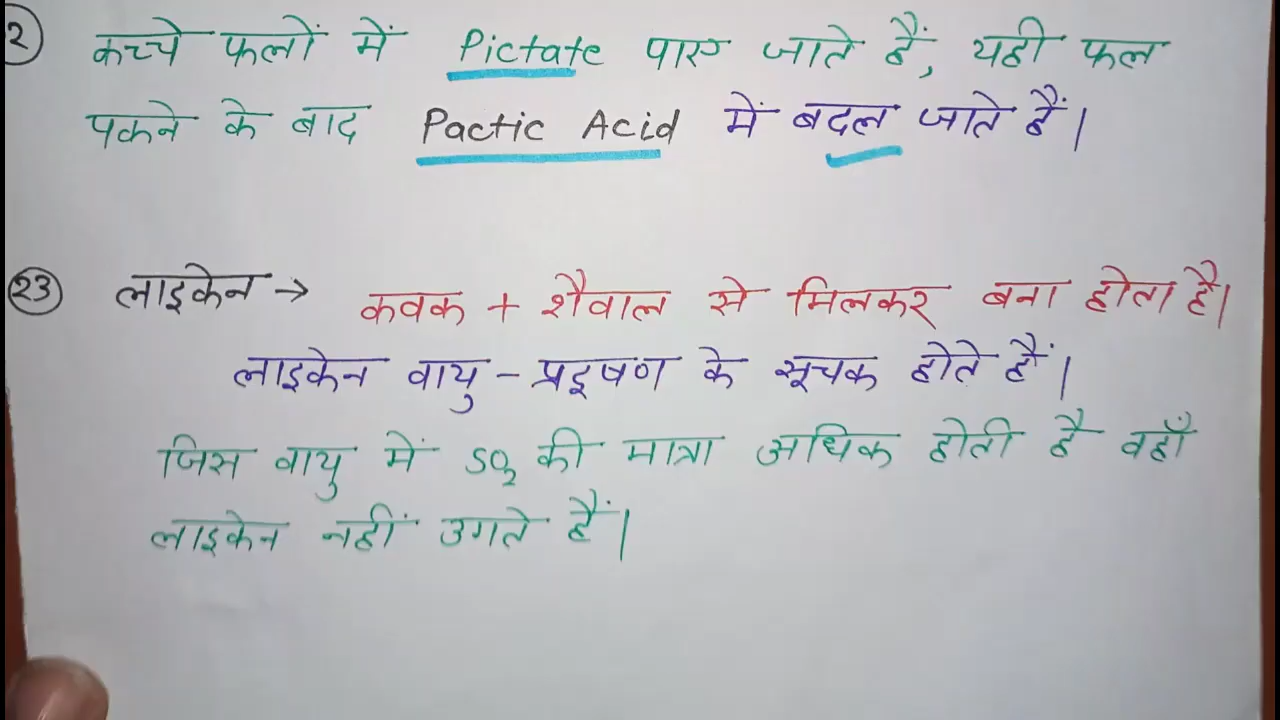 2 कच्चे फलों में Pictate पाए जाते हैं, यही फल
पकने के बाद Pactic Acid में बदल जाते हैं।
23 लाइकेन → कवक + शैवाल से मिलकर बना होता है।
लाइकेन वायु - प्रदूषण के सूचक होते हैं।
जिस वायु में SO₂ की मात्रा अधिक होती है वहाँ
लाइकेन नहीं उगते हैं।